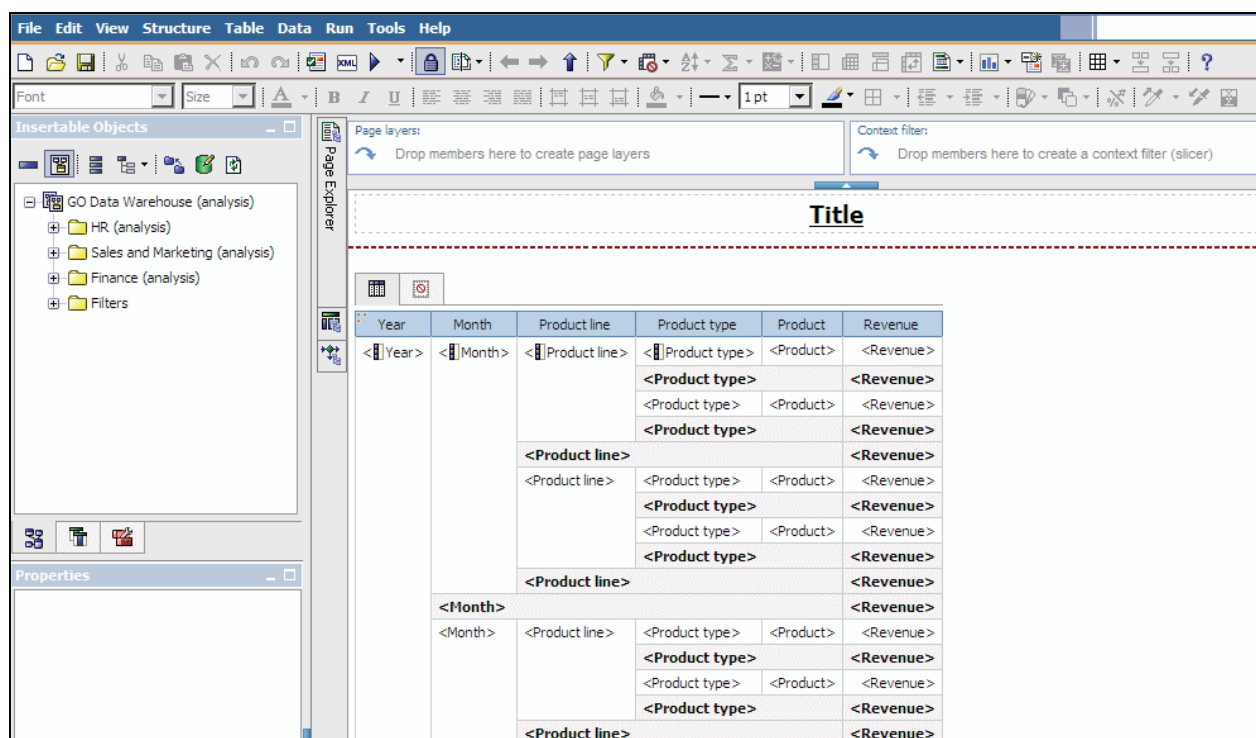 File Edit View Structure Table Data Run Tools Help
Font Size A B I U 1 pt
Insertable Objects
GO Data Warehouse (analysis)
HR (analysis)
Sales and Marketing (analysis)
Finance (analysis)
Filters
Properties
Page Explorer
Page layers:
Drop members here to create page layers
Context filter:
Drop members here to create a context filter (slicer)
Title
Year Month Product line Product type Product Revenue
<Year> <Month> <Product line> <Product type> <Product> <Revenue>
<Product type> <Revenue>
<Product type> <Product> <Revenue>
<Product type> <Revenue>
<Product line> <Revenue>
<Product line> <Product type> <Product> <Revenue>
<Product type> <Revenue>
<Product type> <Product> <Revenue>
<Product type> <Revenue>
<Product line> <Revenue>
<Month> <Revenue>
<Month> <Product line> <Product type> <Product> <Revenue>
<Product type> <Revenue>
<Product type> <Product> <Revenue>
<Product type> <Revenue>
<Product line> <Revenue>